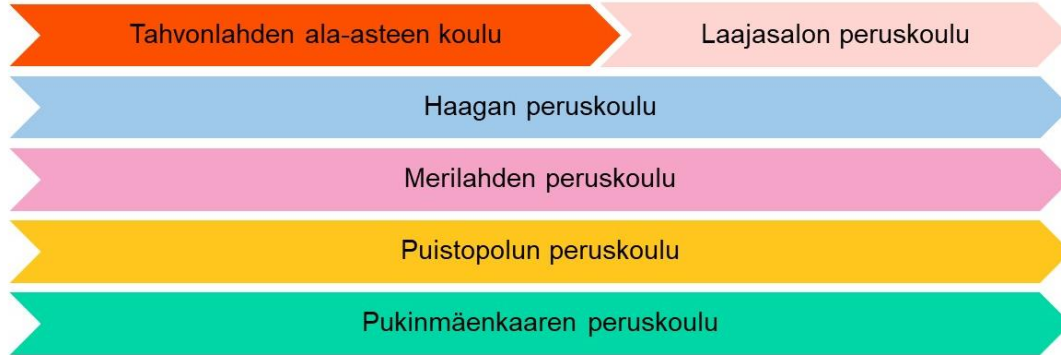 Tahvonlahden ala-asteen koulu
Laajasalon peruskoulu
Haagan peruskoulu
Merilahden peruskoulu
Puistopolun peruskoulu
Pukinmäenkaaren peruskoulu